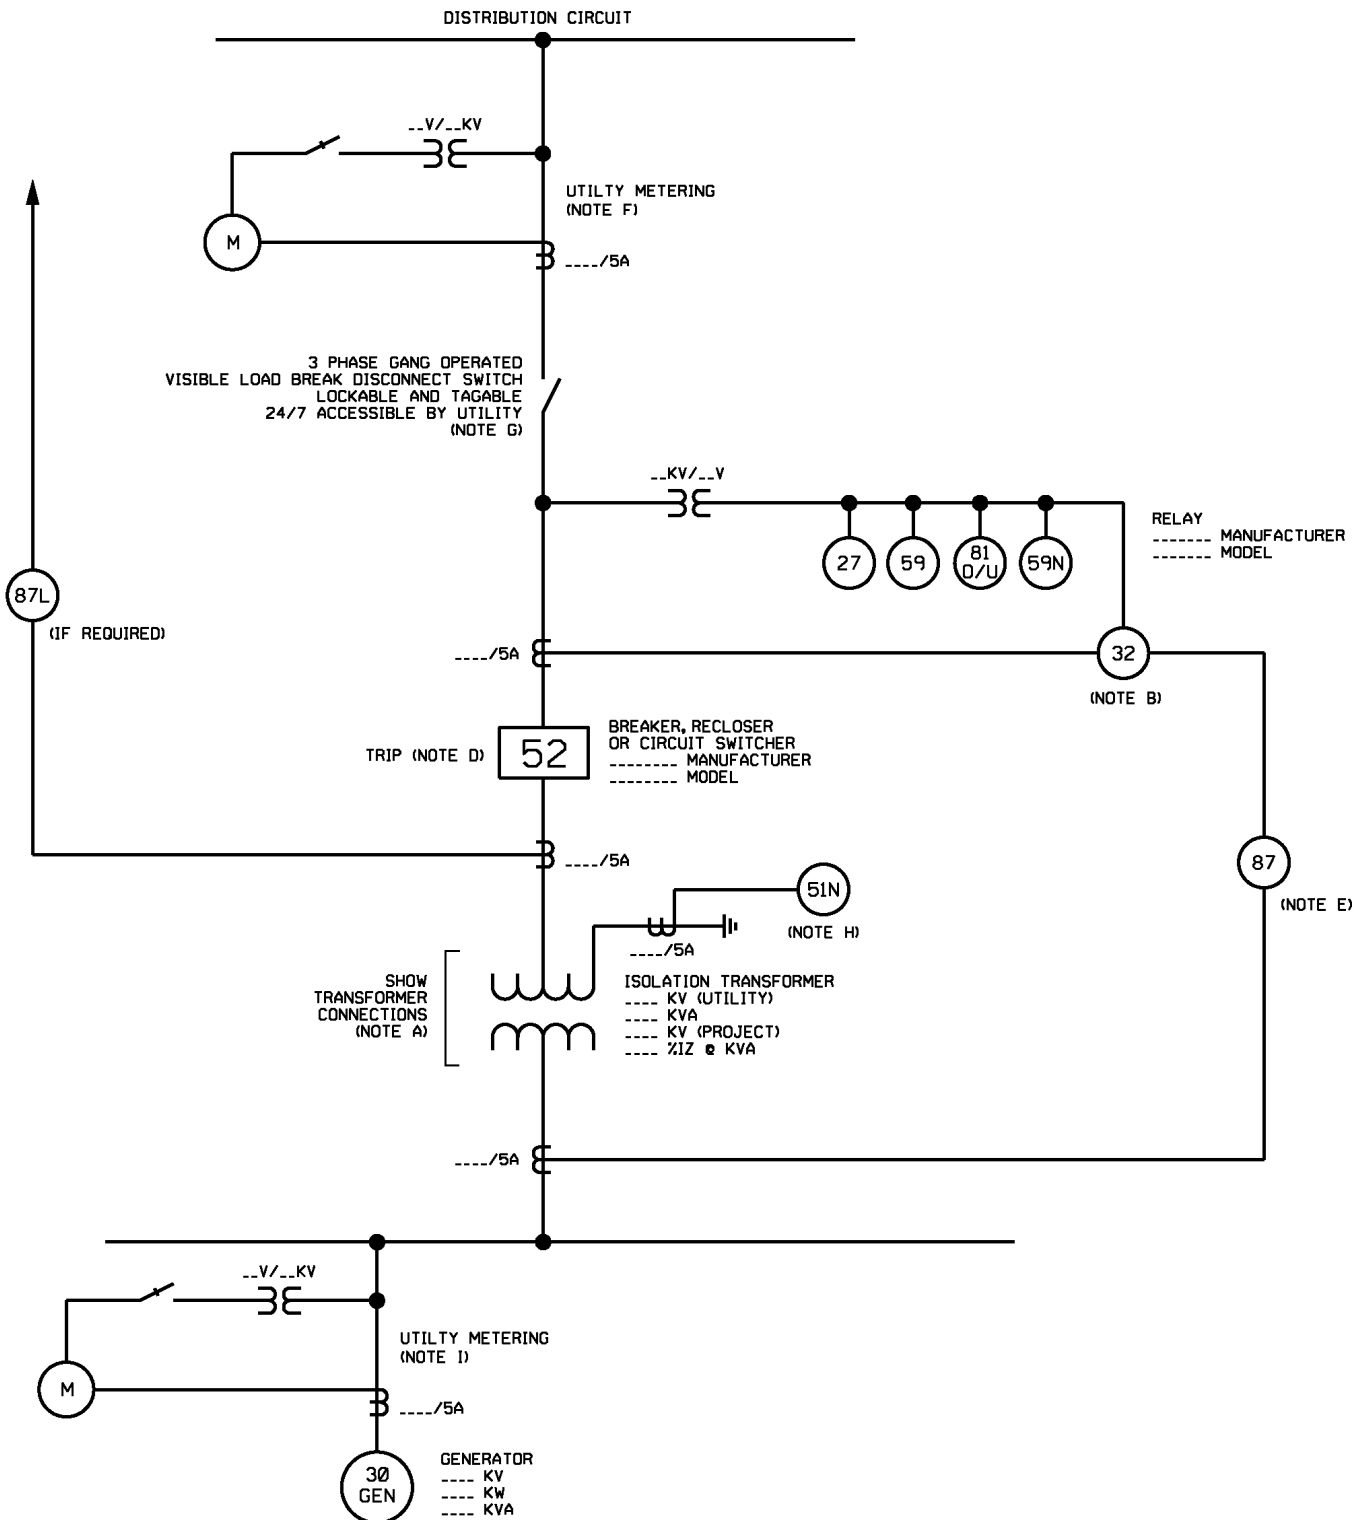 DISTRIBUTION CIRCUIT
__V/__KV
UTILTY METERING
(NOTE F)
M
____/5A
3 PHASE GANG OPERATED
VISIBLE LOAD BREAK DISCONNECT SWITCH
LOCKABLE AND TAGABLE
24/7 ACCESSIBLE BY UTILITY
(NOTE G)
__KV/__V
RELAY
_______ MANUFACTURER
_______ MODEL
27
59
81
O/U
59N
87L
(IF REQUIRED)
____/5A
32
(NOTE B)
TRIP (NOTE D)
52
BREAKER, RECLOSER
OR CIRCUIT SWITCHER
________ MANUFACTURER
________ MODEL
____/5A
87
(NOTE E)
51N
(NOTE H)
____/5A
SHOW
TRANSFORMER
CONNECTIONS
(NOTE A)
ISOLATION TRANSFORMER
____ KV (UTILITY)
____ KVA
____ KV (PROJECT)
____ %IZ @ KVA
____/5A
__V/__KV
UTILTY METERING
(NOTE I)
M
____/5A
30
GEN
GENERATOR
____ KV
____ KW
____ KVA